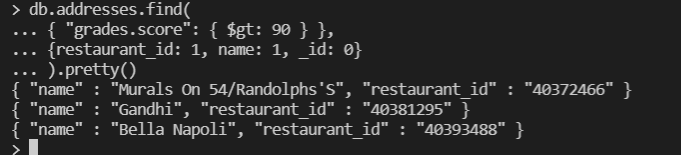 > db.addresses.find(
... { "grades.score": { $gt: 90 } },
... {restaurant_id: 1, name: 1, _id: 0}
... ).pretty()
{ "name" : "Murals On 54/Randolphs'S", "restaurant_id" : "40372466" }
{ "name" : "Gandhi", "restaurant_id" : "40381295" }
{ "name" : "Bella Napoli", "restaurant_id" : "40393488" }
>